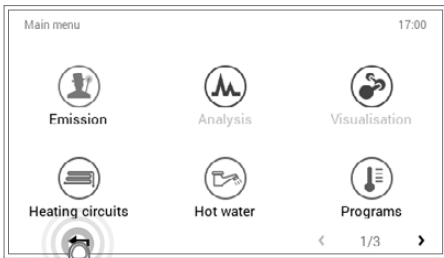 Main menu 17:00
Emission Analysis Visualisation
Heating circuits Hot water Programs
1/3